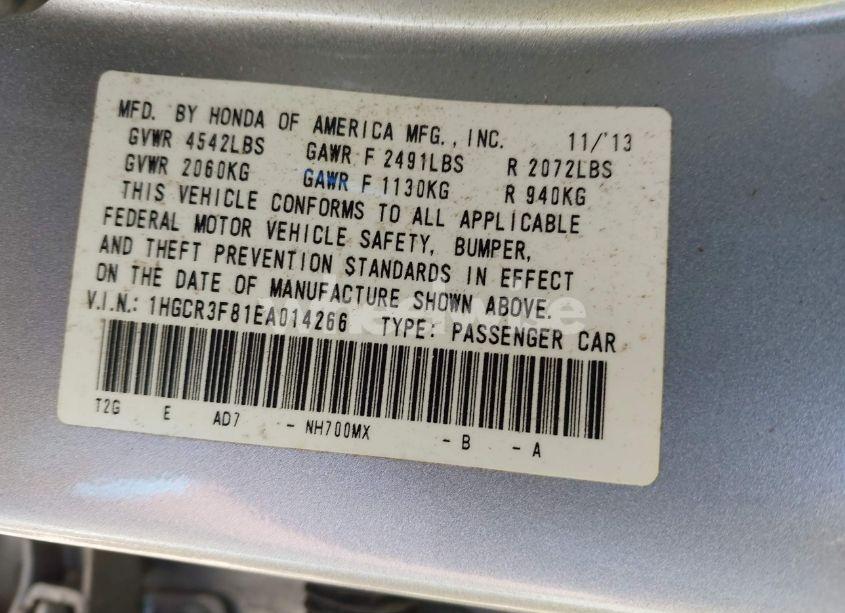 MFD. BY HONDA OF AMERICA MFG., INC. 11/'13
GVWR 4542LBS GAWR F 2491LBS R 2072LBS
GVWR 2060KG GAWR F 1130KG R 940KG
THIS VEHICLE CONFORMS TO ALL APPLICABLE
FEDERAL MOTOR VEHICLE SAFETY, BUMPER,
AND THEFT PREVENTION STANDARDS IN EFFECT
ON THE DATE OF MANUFACTURE SHOWN ABOVE.
V.I.N.: 1HGCR3F81EA014266 TYPE: PASSENGER CAR
T2G E AD7 - NH700MX - B - A